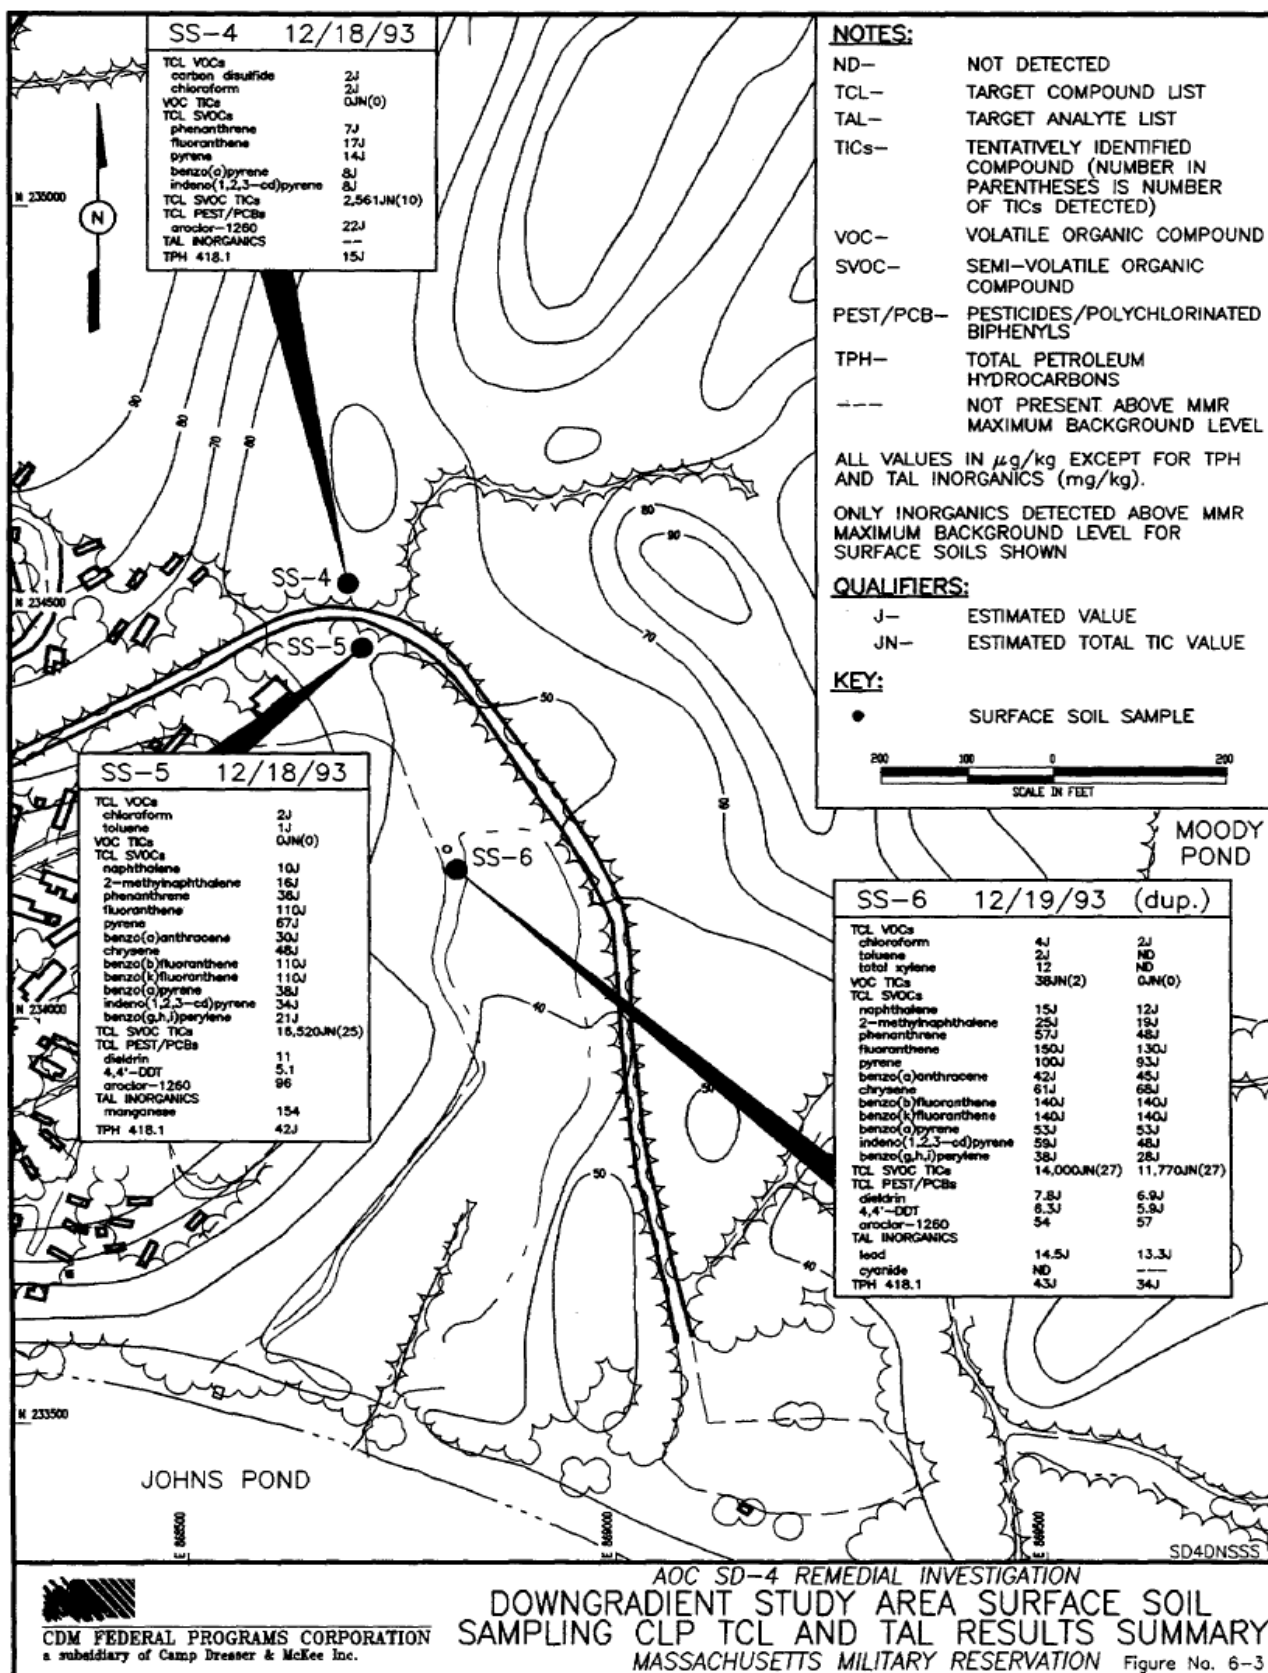 SS-4 12/18/93
TCL VOCs
carbon disulfide 2J
chloroform 2J
VOC TICs 0JN(0)
TCL SVOCs
phenanthrene 7J
fluoranthene 17J
pyrene 14J
benzo(a)pyrene 8J
indeno(1,2,3-cd)pyrene 8J
TCL SVOC TICs 2,561JN(10)
TCL PEST/PCBs
aroclor-1260 22J
TAL INORGANICS ---
TPH 418.1 15J
NOTES:
ND- NOT DETECTED
TCL- TARGET COMPOUND LIST
TAL- TARGET ANALYTE LIST
TICs- TENTATIVELY IDENTIFIED
COMPOUND (NUMBER IN
PARENTHESES IS NUMBER
OF TICs DETECTED)
VOC- VOLATILE ORGANIC COMPOUND
SVOC- SEMI-VOLATILE ORGANIC
COMPOUND
PEST/PCB- PESTICIDES/POLYCHLORINATED
BIPHENYLS
TPH- TOTAL PETROLEUM
HYDROCARBONS
---- NOT PRESENT ABOVE MMR
MAXIMUM BACKGROUND LEVEL
ALL VALUES IN µg/kg EXCEPT FOR TPH
AND TAL INORGANICS (mg/kg).
ONLY INORGANICS DETECTED ABOVE MMR
MAXIMUM BACKGROUND LEVEL FOR
SURFACE SOILS SHOWN
QUALIFIERS:
J- ESTIMATED VALUE
JN- ESTIMATED TOTAL TIC VALUE
KEY:
SURFACE SOIL SAMPLE
200 100 0 200
SCALE IN FEET
N 235000
N
90
80
70
60
80
90
70
60
50
40
50
50
40
N 234500
SS-4
SS-5
SS-6
MOODY
POND
SS-5 12/18/93
TCL VOCs
chloroform 2J
toluene 1J
VOC TICs 0JN(0)
TCL SVOCs
naphthalene 10J
2-methylnaphthalene 16J
phenanthrene 36J
fluoranthene 110J
pyrene 67J
benzo(a)anthracene 30J
chrysene 48J
benzo(b)fluoranthene 110J
benzo(k)fluoranthene 110J
benzo(a)pyrene 38J
indeno(1,2,3-cd)pyrene 34J
benzo(g,h,i)perylene 21J
TCL SVOC TICs 16,520JN(25)
TCL PEST/PCBs
dieldrin 11
4,4'-DDT 5.1
aroclor-1260 96
TAL INORGANICS
manganese 154
TPH 418.1 42J
SS-6 12/19/93 (dup.)
TCL VOCs
chloroform 4J 2J
toluene 2J ND
total xylene 12 ND
VOC TICs 38JN(2) 0JN(0)
TCL SVOCs
naphthalene 15J 12J
2-methylnaphthalene 25J 19J
phenanthrene 57J 48J
fluoranthene 150J 130J
pyrene 100J 93J
benzo(a)anthracene 42J 45J
chrysene 61J 68J
benzo(b)fluoranthene 140J 140J
benzo(k)fluoranthene 140J 140J
benzo(a)pyrene 53J 53J
indeno(1,2,3-cd)pyrene 59J 48J
benzo(g,h,i)perylene 38J 28J
TCL SVOC TICs 14,000JN(27) 11,770JN(27)
TCL PEST/PCBs
dieldrin 7.8J 6.9J
4,4'-DDT 6.3J 5.9J
aroclor-1260 54 57
TAL INORGANICS
lead 14.5J 13.3J
cyanide ND ---
TPH 418.1 43J 34J
N 234000
N 233500
JOHNS POND
E 868500
E 869000
E 869500
SD4DNSSS
CDM FEDERAL PROGRAMS CORPORATION
a subsidiary of Camp Dresser & McKee Inc.
AOC SD-4 REMEDIAL INVESTIGATION
DOWNGRADIENT STUDY AREA SURFACE SOIL
SAMPLING CLP TCL AND TAL RESULTS SUMMARY
MASSACHUSETTS MILITARY RESERVATION Figure No. 6-3